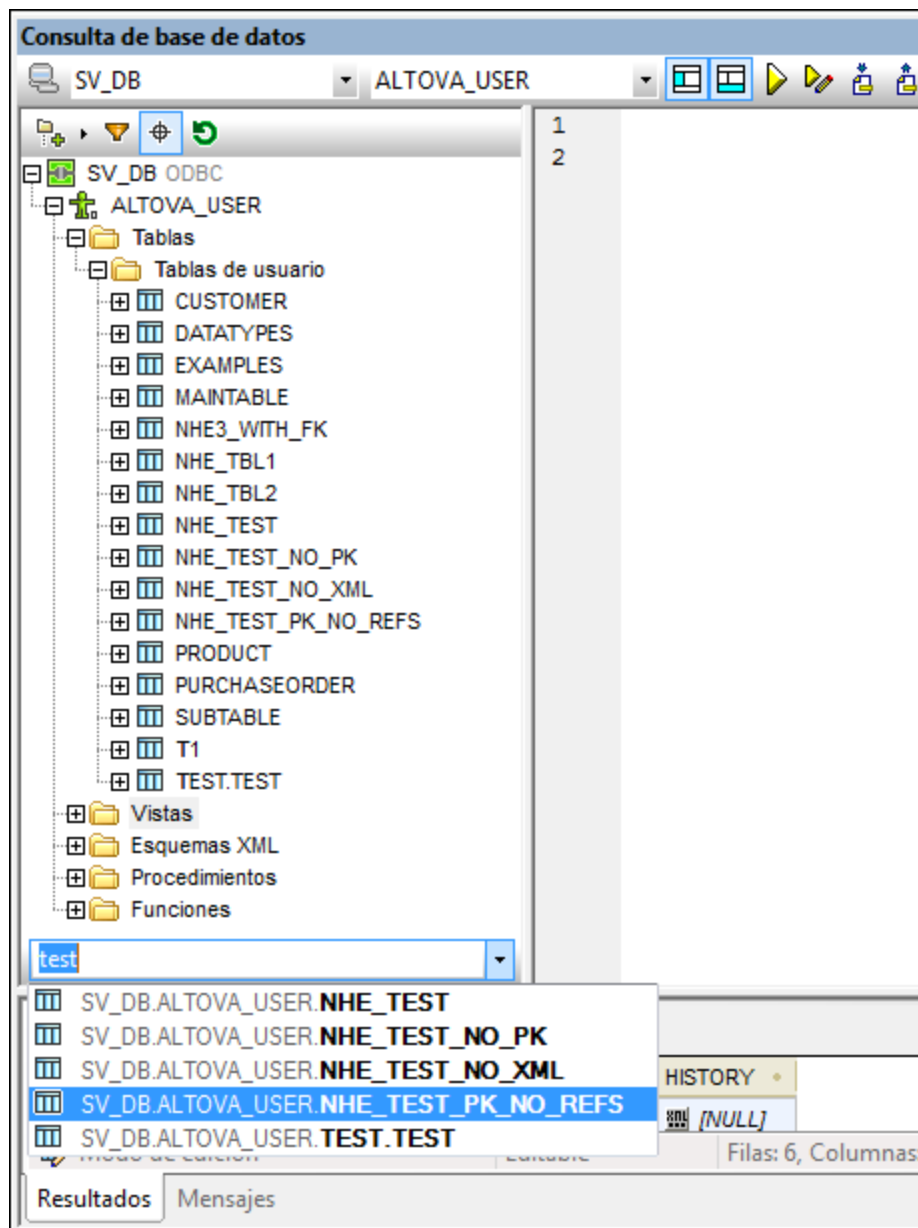 Consulta de base de datos
SV_DB ALTOVA_USER
1
2
SV_DB ODBC
ALTOVA_USER
Tablas
Tablas de usuario
CUSTOMER
DATATYPES
EXAMPLES
MAINTABLE
NHE3_WITH_FK
NHE_TBL1
NHE_TBL2
NHE_TEST
NHE_TEST_NO_PK
NHE_TEST_NO_XML
NHE_TEST_PK_NO_REFS
PRODUCT
PURCHASEORDER
SUBTABLE
T1
TEST.TEST
Vistas
Esquemas XML
Procedimientos
Funciones
test
SV_DB.ALTOVA_USER.NHE_TEST
SV_DB.ALTOVA_USER.NHE_TEST_NO_PK
SV_DB.ALTOVA_USER.NHE_TEST_NO_XML
HISTORY
SV_DB.ALTOVA_USER.NHE_TEST_PK_NO_REFS
[NULL]
SV_DB.ALTOVA_USER.TEST.TEST
Filas: 6, Columnas:
Resultados Mensajes